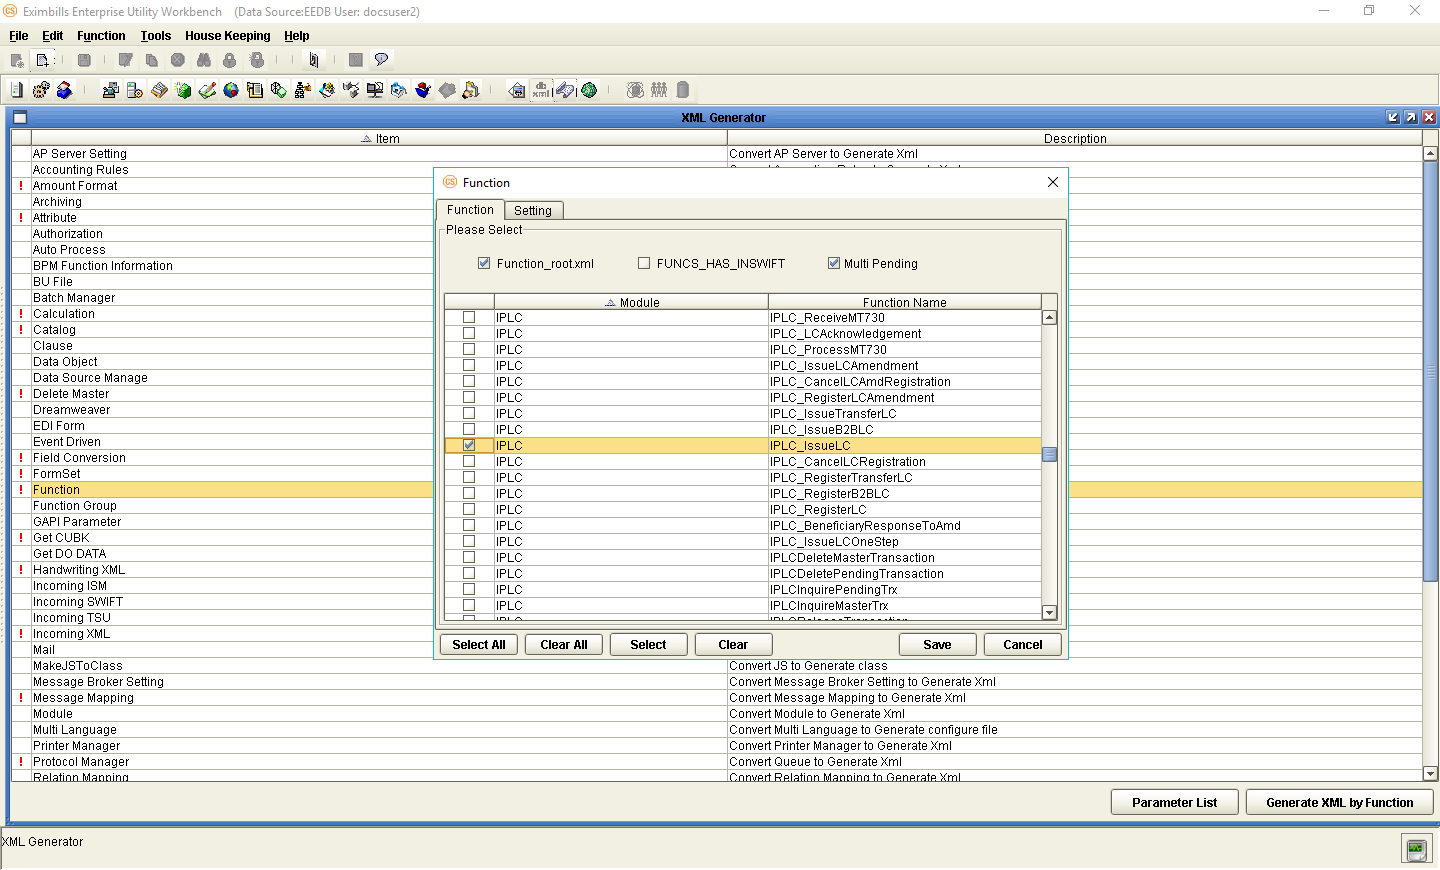 Eximbills Enterprise Utility Workbench (Data Source:EEDB User: docsuser2)
File Edit Function Tools House Keeping Help
XML Generator
Item Description
AP Server Setting Convert AP Server to Generate Xml
Accounting Rules
! Amount Format
Archiving
! Attribute
Authorization
Auto Process
BPM Function Information
BU File
Batch Manager
! Calculation
! Catalog
Clause
Data Object
Data Source Manage
! Delete Master
Dreamweaver
EDI Form
Event Driven
! Field Conversion
! FormSet
! Function
Function Group
GAPI Parameter
! Get CUBK
Get DO DATA
! Handwriting XML
Incoming ISM
Incoming SWIFT
Incoming TSU
! Incoming XML
Mail
MakeJSToClass Convert JS to Generate class
Message Broker Setting Convert Message Broker Setting to Generate Xml
! Message Mapping Convert Message Mapping to Generate Xml
Module Convert Module to Generate Xml
Multi Language Convert Multi Language to Generate configure file
Printer Manager Convert Printer Manager to Generate Xml
! Protocol Manager Convert Queue to Generate Xml
Relation Mapping Convert Relation Mapping to Generate Xml
Function
Function Setting
Please Select
Function_root.xml FUNCS_HAS_INSWIFT Multi Pending
Module Function Name
IPLC IPLC_ReceiveMT730
IPLC IPLC_LCAcknowledgement
IPLC IPLC_ProcessMT730
IPLC IPLC_IssueLCAmendment
IPLC IPLC_CancelLCAmdRegistration
IPLC IPLC_RegisterLCAmendment
IPLC IPLC_IssueTransferLC
IPLC IPLC_IssueB2BLC
IPLC IPLC_IssueLC
IPLC IPLC_CancelLCRegistration
IPLC IPLC_RegisterTransferLC
IPLC IPLC_RegisterB2BLC
IPLC IPLC_RegisterLC
IPLC IPLC_BeneficiaryResponseToAmd
IPLC IPLC_IssueLCOneStep
IPLC IPLCDeleteMasterTransaction
IPLC IPLCDeletePendingTransaction
IPLC IPLCInquirePendingTrx
IPLC IPLCInquireMasterTrx
Select All Clear All Select Clear Save Cancel
Parameter List Generate XML by Function
XML Generator